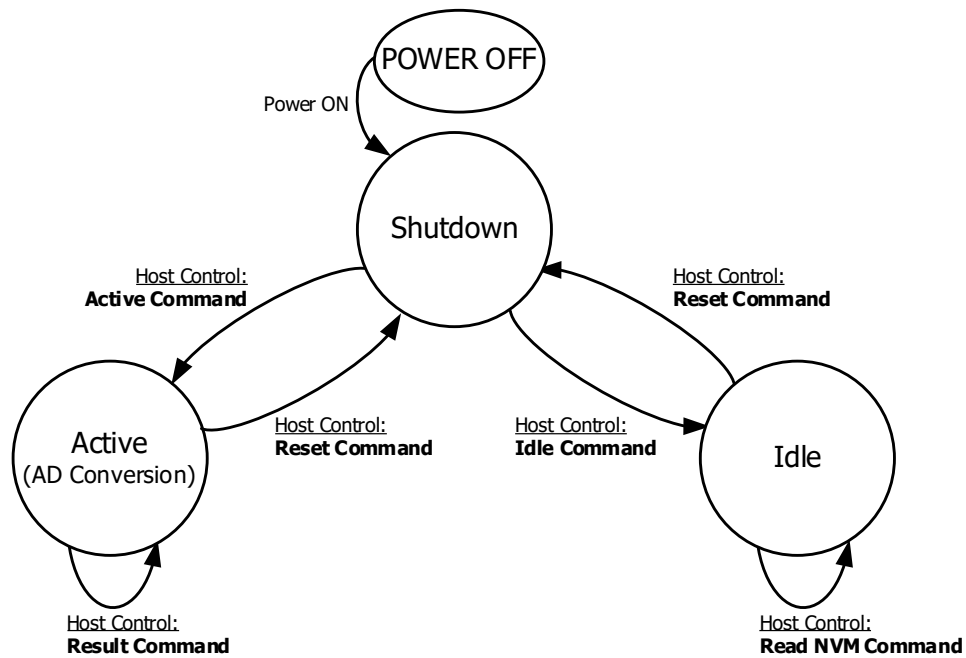 POWER OFF
Power ON
Shutdown
Host Control:
Active Command
Host Control:
Reset Command
Host Control:
Reset Command
Host Control:
Idle Command
Active
(AD Conversion)
Idle
Host Control:
Result Command
Host Control:
Read NVM Command